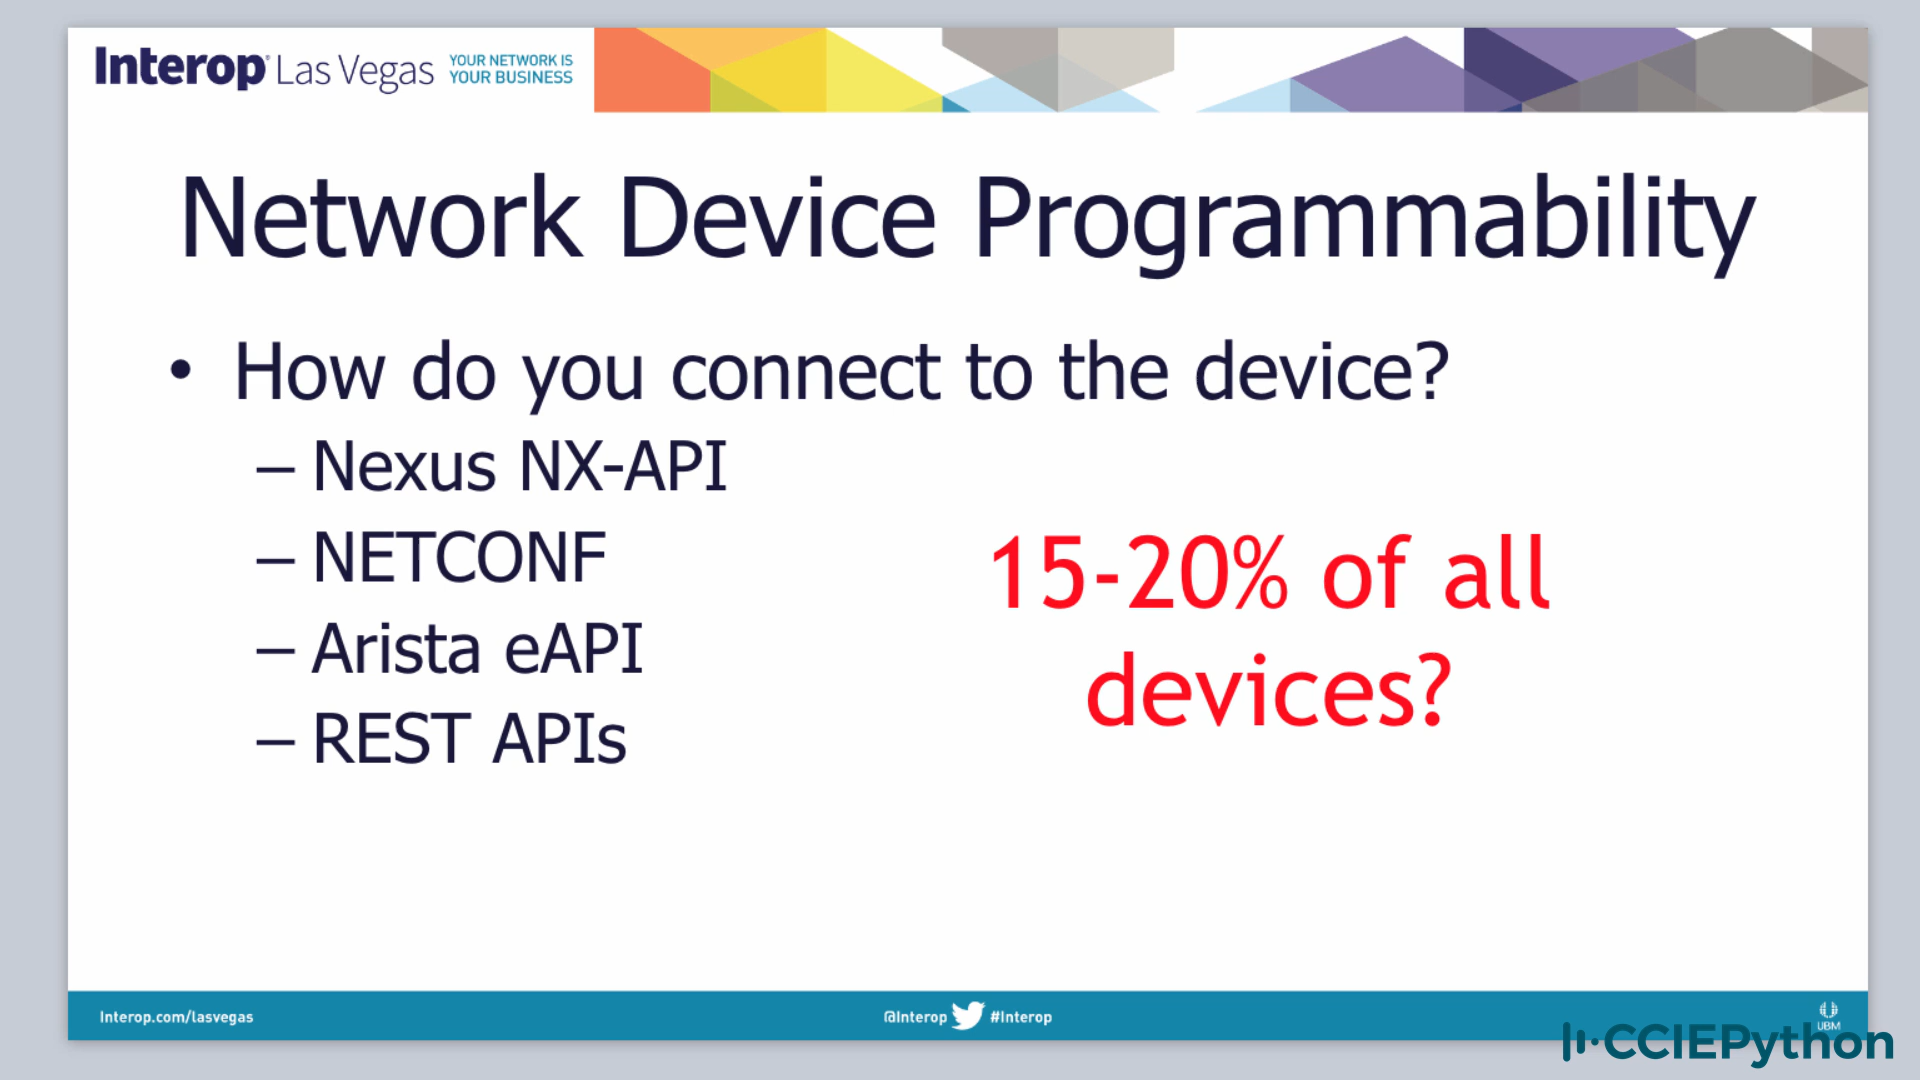 Interop Las Vegas
YOUR NETWORK IS
YOUR BUSINESS
Network Device Programmability
• How do you connect to the device?
– Nexus NX-API
– NETCONF
– Arista eAPI
– REST APIs
15-20% of all
devices?
Interop.com/lasvegas
@Interop #Interop
UBM
CCIEPython